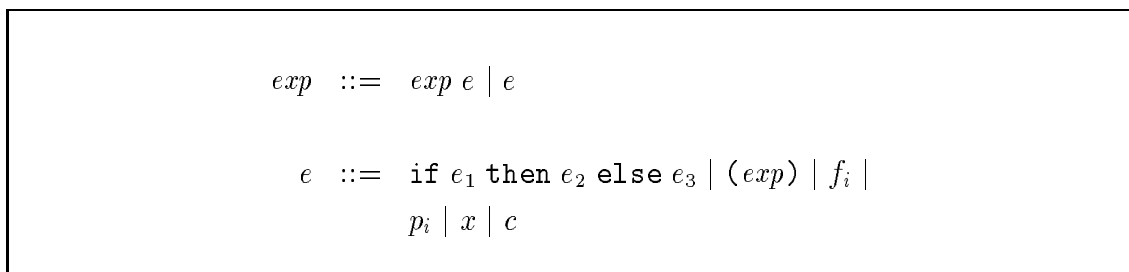 exp ::= exp e | e
e ::= if e₁ then e₂ else e₃ | (exp) | fᵢ |
pᵢ | x | c